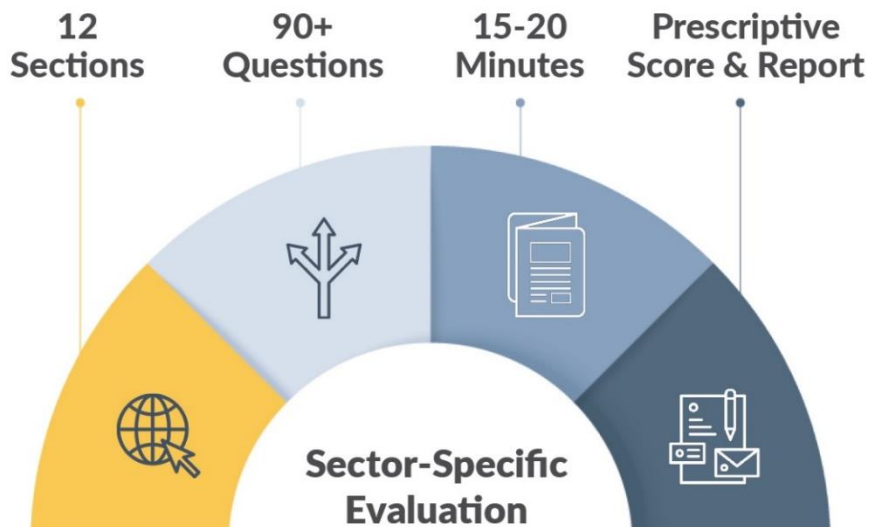 12
Sections
90+
Questions
15-20
Minutes
Prescriptive
Score & Report
Sector-Specific
Evaluation